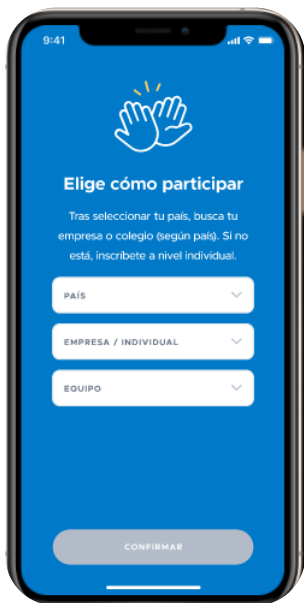 9:41
Elige cómo participar
Tras seleccionar tu país, busca tu
empresa o colegio (según país). Si no
está, inscríbete a nivel individual.
PAÍS
EMPRESA / INDIVIDUAL
EQUIPO
CONFIRMAR